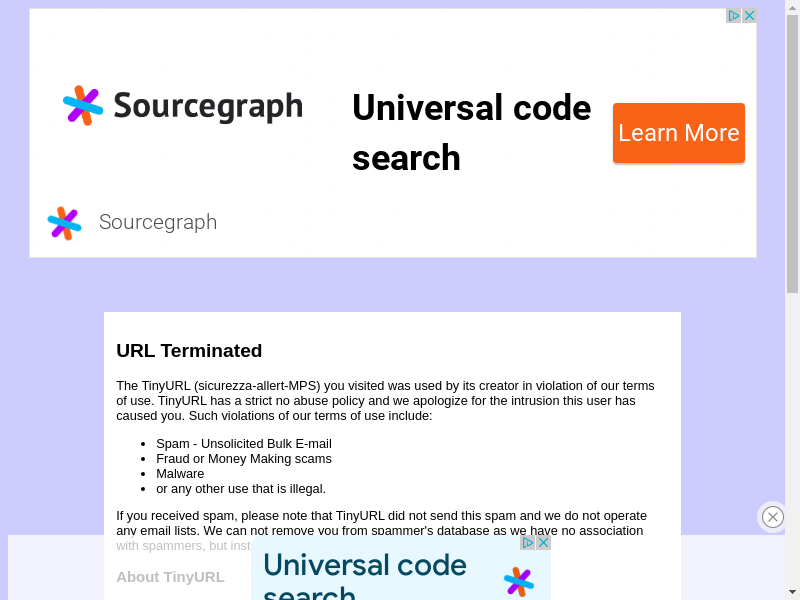 Sourcegraph
Universal code
search
Learn More
Sourcegraph
URL Terminated
The TinyURL (sicurezza-allert-MPS) you visited was used by its creator in violation of our terms
of use. TinyURL has a strict no abuse policy and we apologize for the intrusion this user has
caused you. Such violations of our terms of use include:
Spam - Unsolicited Bulk E-mail
Fraud or Money Making scams
Malware
or any other use that is illegal.
If you received spam, please note that TinyURL did not send this spam and we do not operate
any email lists. We can not remove you from spammer's database as we have no association
with spammers, but inst
About TinyURL
Universal code
search